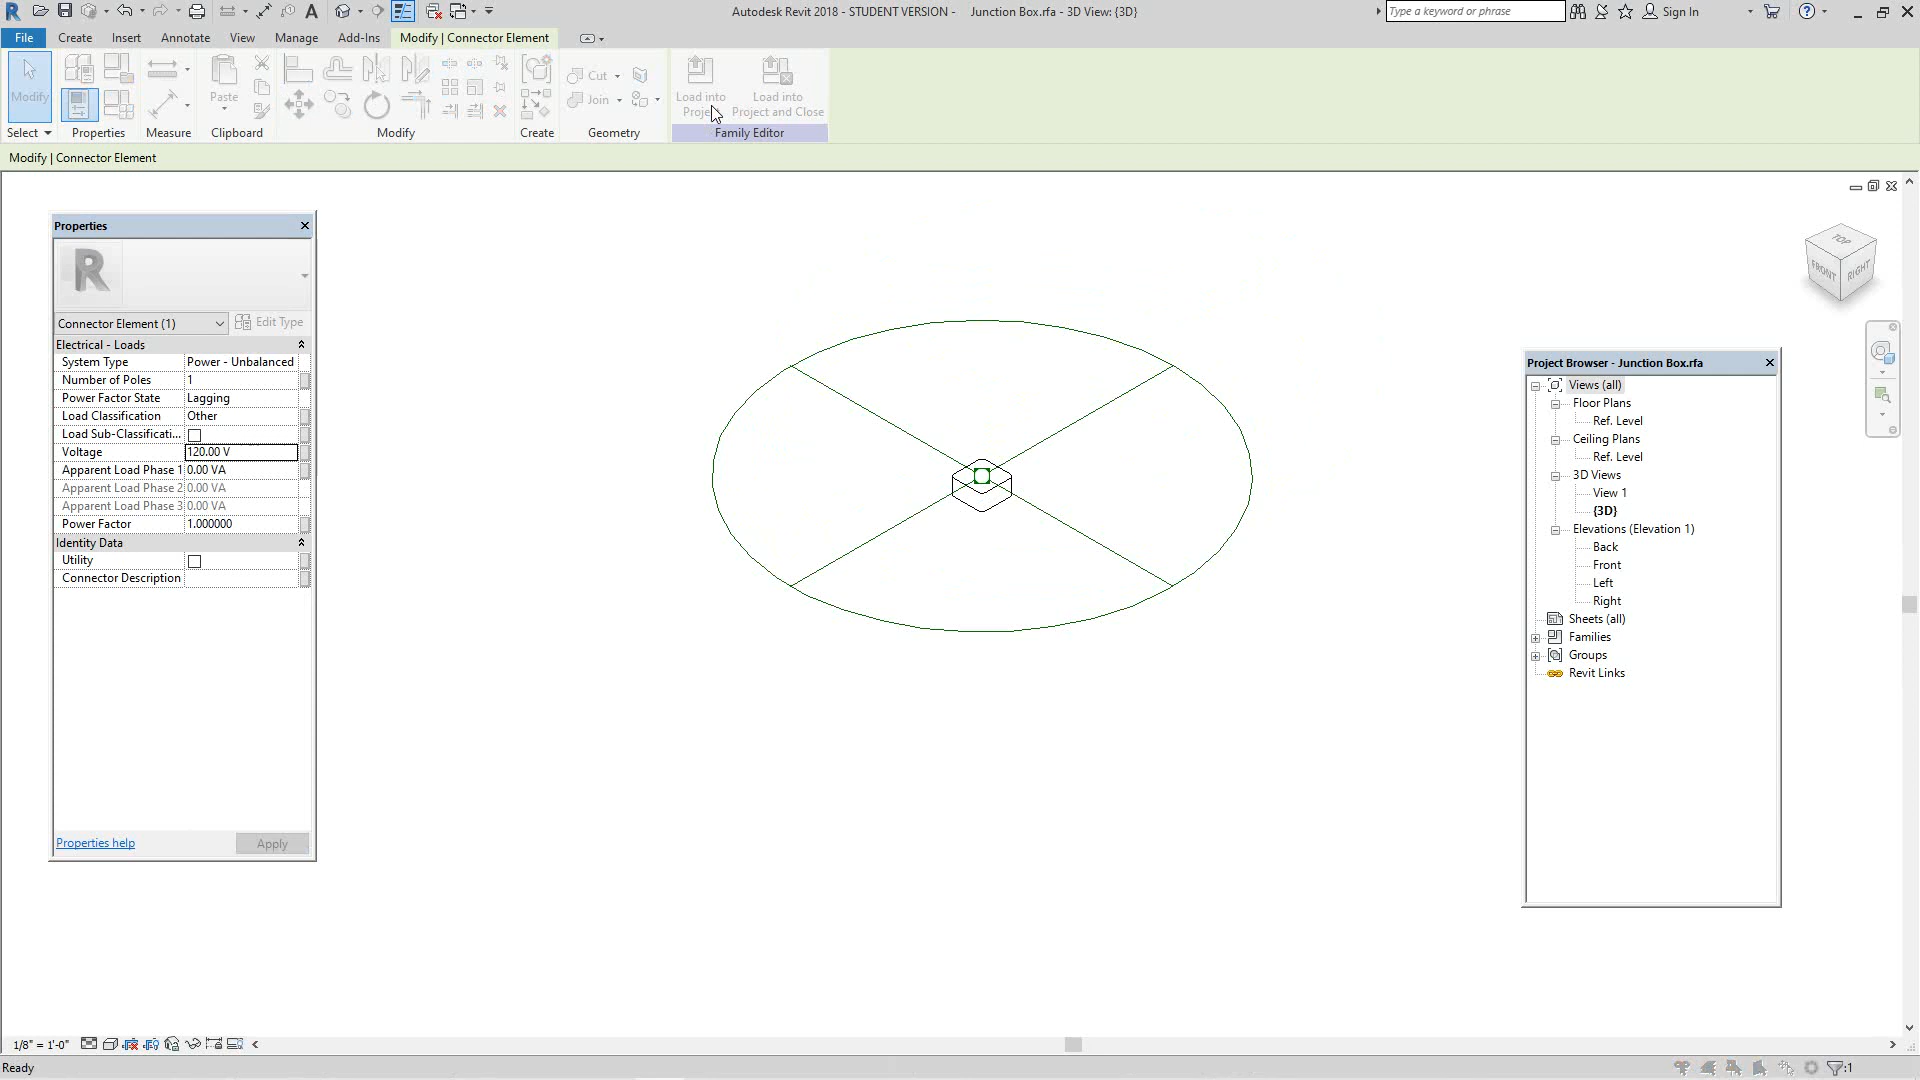 Autodesk Revit 2018 - STUDENT VERSION - Junction Box.rfa - 3D View: {3D}
Type a keyword or phrase
Sign In
File Create Insert Annotate View Manage Add-Ins Modify | Connector Element
Modify
Paste
Cut
Join
Load into Project
Load into Project and Close
Select Properties Measure Clipboard Modify Create Geometry Family Editor
Modify | Connector Element
Properties
R
Connector Element (1) Edit Type
Electrical - Loads
System Type Power - Unbalanced
Number of Poles 1
Power Factor State Lagging
Load Classification Other
Load Sub-Classificati...
Voltage 120.00 V
Apparent Load Phase 1 0.00 VA
Apparent Load Phase 2 0.00 VA
Apparent Load Phase 3 0.00 VA
Power Factor 1.000000
Identity Data
Utility
Connector Description
Properties help Apply
TOP
FRONT RIGHT
Project Browser - Junction Box.rfa
Views (all)
Floor Plans
Ref. Level
Ceiling Plans
Ref. Level
3D Views
View 1
{3D}
Elevations (Elevation 1)
Back
Front
Left
Right
Sheets (all)
Families
Groups
Revit Links
1/8" = 1'-0"
Ready
:1